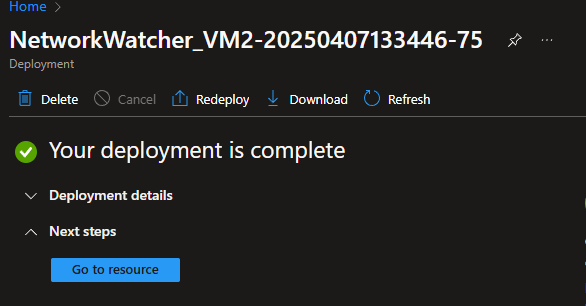 Home
NetworkWatcher_VM2-20250407133446-75
Deployment
Delete Cancel Redeploy Download Refresh
Your deployment is complete
Deployment details
Next steps
Go to resource